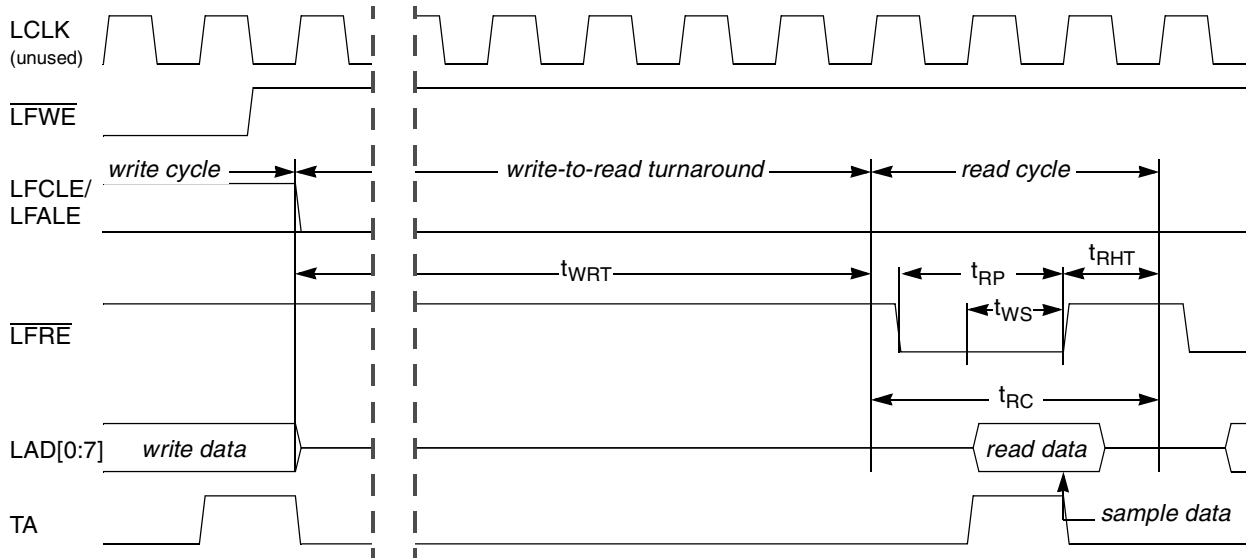 LCLK
(unused)
LFWE
write cycle write-to-read turnaround read cycle
LFCLE/
LFALE
tWRT tRP tRHT
tWS
LFRE
tRC
LAD[0:7] write data read data
TA sample data